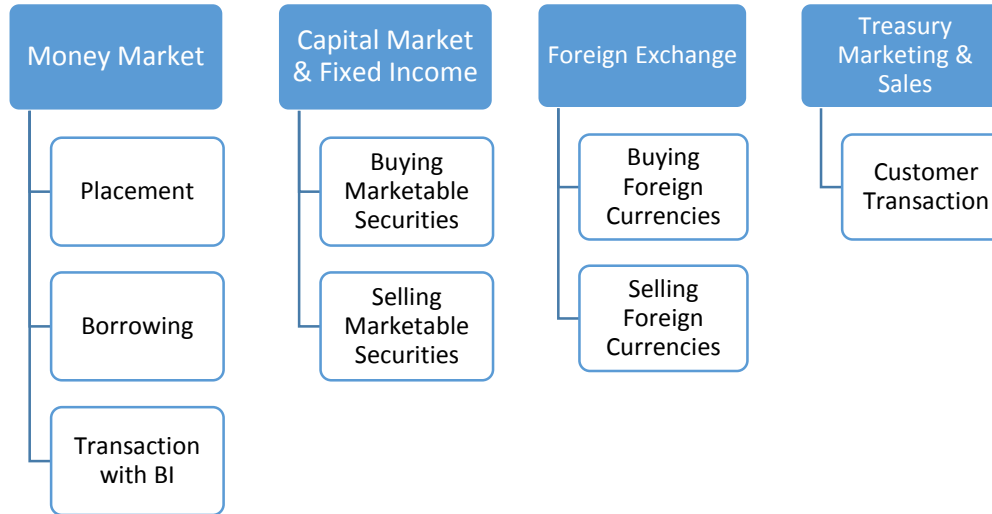 Money Market
Placement
Borrowing
Transaction
with BI
Capital Market
& Fixed Income
Buying
Marketable
Securities
Selling
Marketable
Securities
Foreign Exchange
Buying
Foreign
Currencies
Selling
Foreign
Currencies
Treasury
Marketing &
Sales
Customer
Transaction